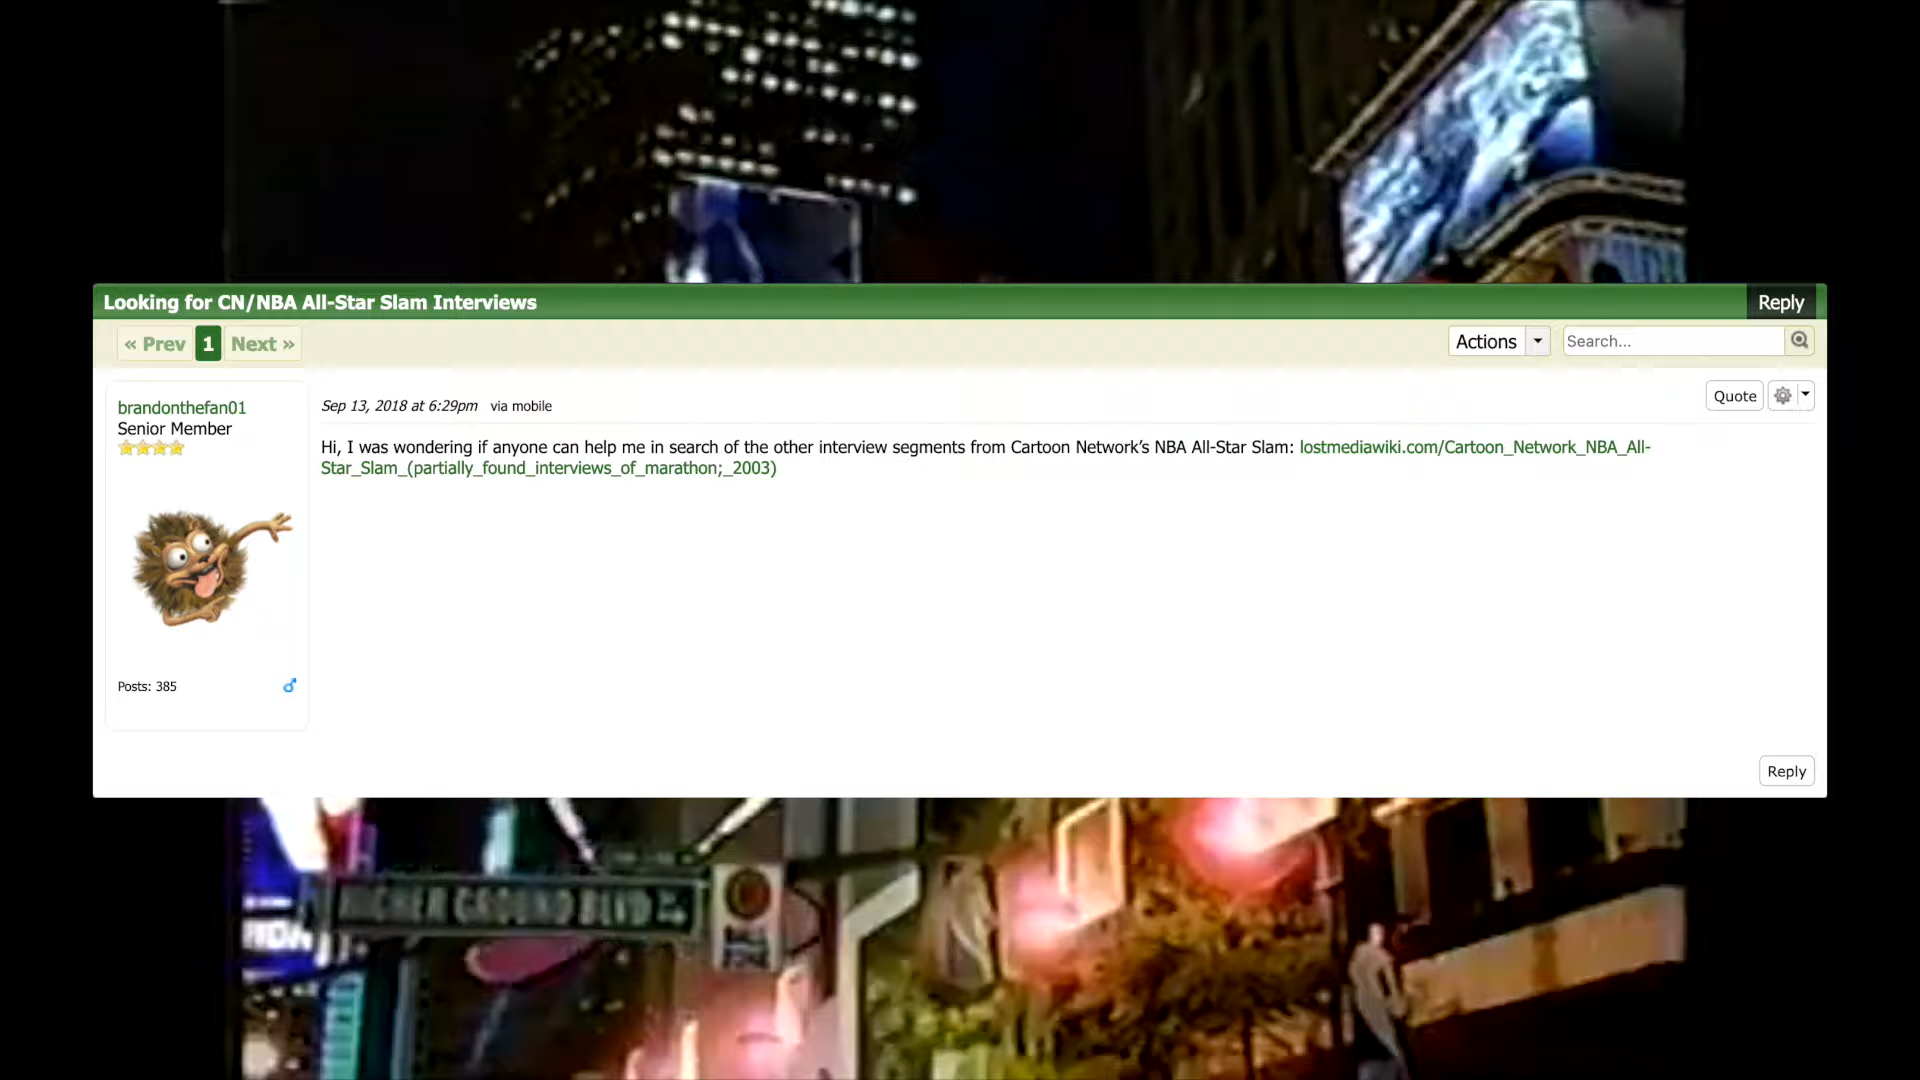 Looking for CN/NBA All-Star Slam Interviews
Reply
« Prev 1 Next »
Actions
Search...
brandonthefan01
Senior Member
Sep 13, 2018 at 6:29pm via mobile
Quote
Hi, I was wondering if anyone can help me in search of the other interview segments from Cartoon Network’s NBA All-Star Slam: lostmediawiki.com/Cartoon_Network_NBA_All-
Star_Slam_(partially_found_interviews_of_marathon;_2003)
Posts: 385
Reply
GROUND BLVD